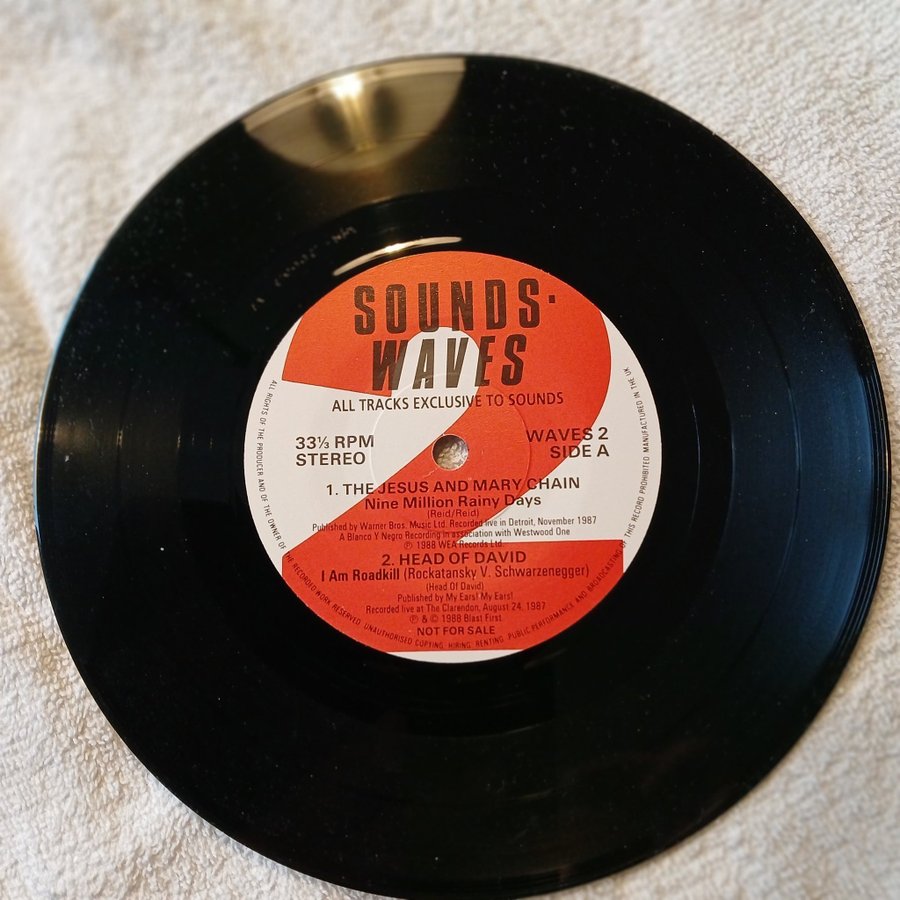 SOUNDS·
WAVES
ALL TRACKS EXCLUSIVE TO SOUNDS
33⅓ RPM
STEREO
WAVES 2
SIDE A
1. THE JESUS AND MARY CHAIN
Nine Million Rainy Days
(Reid/Reid)
Published by Warner Bros. Music Ltd. Recorded live in Detroit, November 1987
A Blanco Y Negro Recording in association with Westwood One
℗ 1988 WEA Records Ltd
2. HEAD OF DAVID
I Am Roadkill (Rockatansky V. Schwarzenegger)
(Head Of David)
Published by My Ears! My Ears!
Recorded live at The Clarendon, August 24, 1987
℗ & © 1988 Blast First
NOT FOR SALE
ALL RIGHTS OF THE PRODUCER AND OF THE OWNER OF THE RECORDED WORK RESERVED. UNAUTHORISED COPYING. HIRING. RENTING. PUBLIC PERFORMANCE AND BROADCASTING OF THIS RECORD PROHIBITED. MANUFACTURED IN THE UK